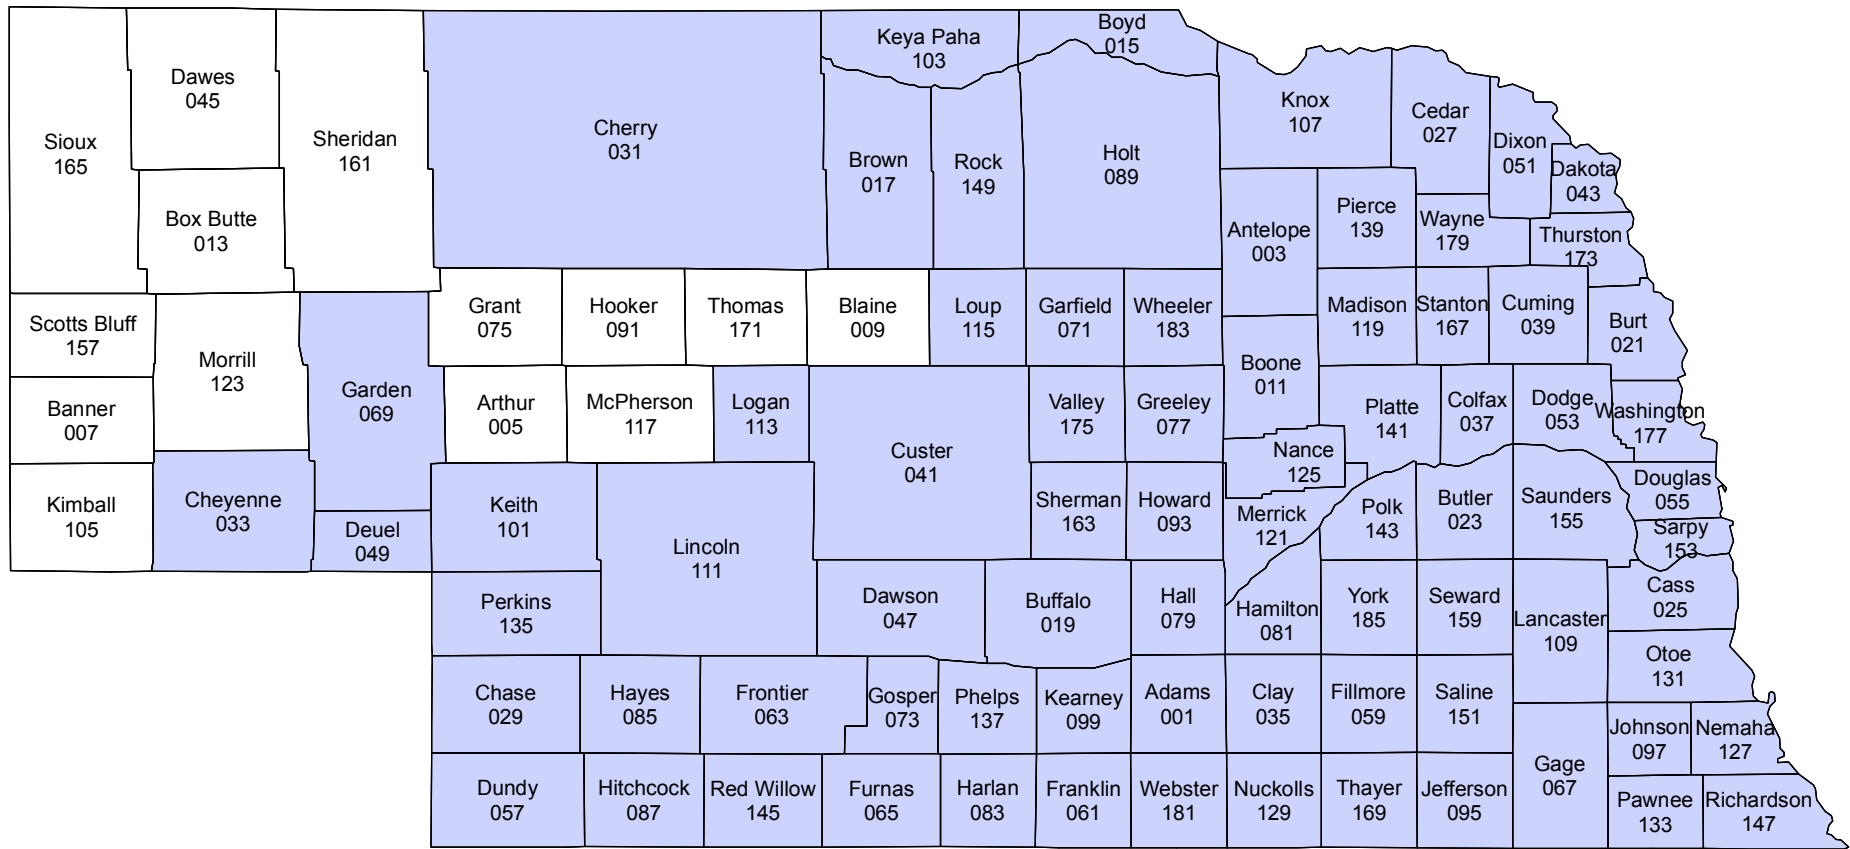 Boyd
015
Keya Paha
103
Dawes
045
Sioux
165
Sheridan
161
Cherry
031
Brown
017
Rock
149
Holt
089
Knox
107
Cedar
027
Dixon
051
Dakota
043
Box Butte
013
Antelope
003
Pierce
139
Wayne
179
Thurston
173
Scotts Bluff
157
Morrill
123
Grant
075
Hooker
091
Thomas
171
Blaine
009
Loup
115
Garfield
071
Wheeler
183
Madison
119
Stanton
167
Cuming
039
Burt
021
Banner
007
Garden
069
Arthur
005
McPherson
117
Logan
113
Custer
041
Valley
175
Greeley
077
Boone
011
Platte
141
Colfax
037
Dodge
053
Washington
177
Nance
125
Kimball
105
Cheyenne
033
Deuel
049
Keith
101
Lincoln
111
Sherman
163
Howard
093
Merrick
121
Polk
143
Butler
023
Saunders
155
Douglas
055
Sarpy
153
Perkins
135
Dawson
047
Buffalo
019
Hall
079
Hamilton
081
York
185
Seward
159
Lancaster
109
Cass
025
Otoe
131
Chase
029
Hayes
085
Frontier
063
Gosper
073
Phelps
137
Kearney
099
Adams
001
Clay
035
Fillmore
059
Saline
151
Johnson
097
Nemaha
127
Dundy
057
Hitchcock
087
Red Willow
145
Furnas
065
Harlan
083
Franklin
061
Webster
181
Nuckolls
129
Thayer
169
Jefferson
095
Gage
067
Pawnee
133
Richardson
147